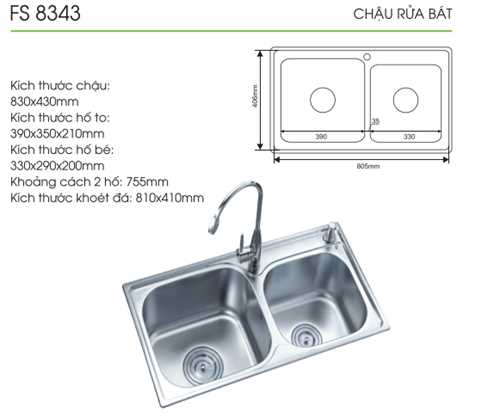 FS 8343
CHẬU RỬA BÁT
Kích thước chậu:
830x430mm
Kích thước hố to:
390x350x210mm
Kích thước hố bé:
330x290x200mm
Khoảng cách 2 hố: 755mm
Kích thước khoét đá: 810x410mm
406mm
35
390
330
805mm